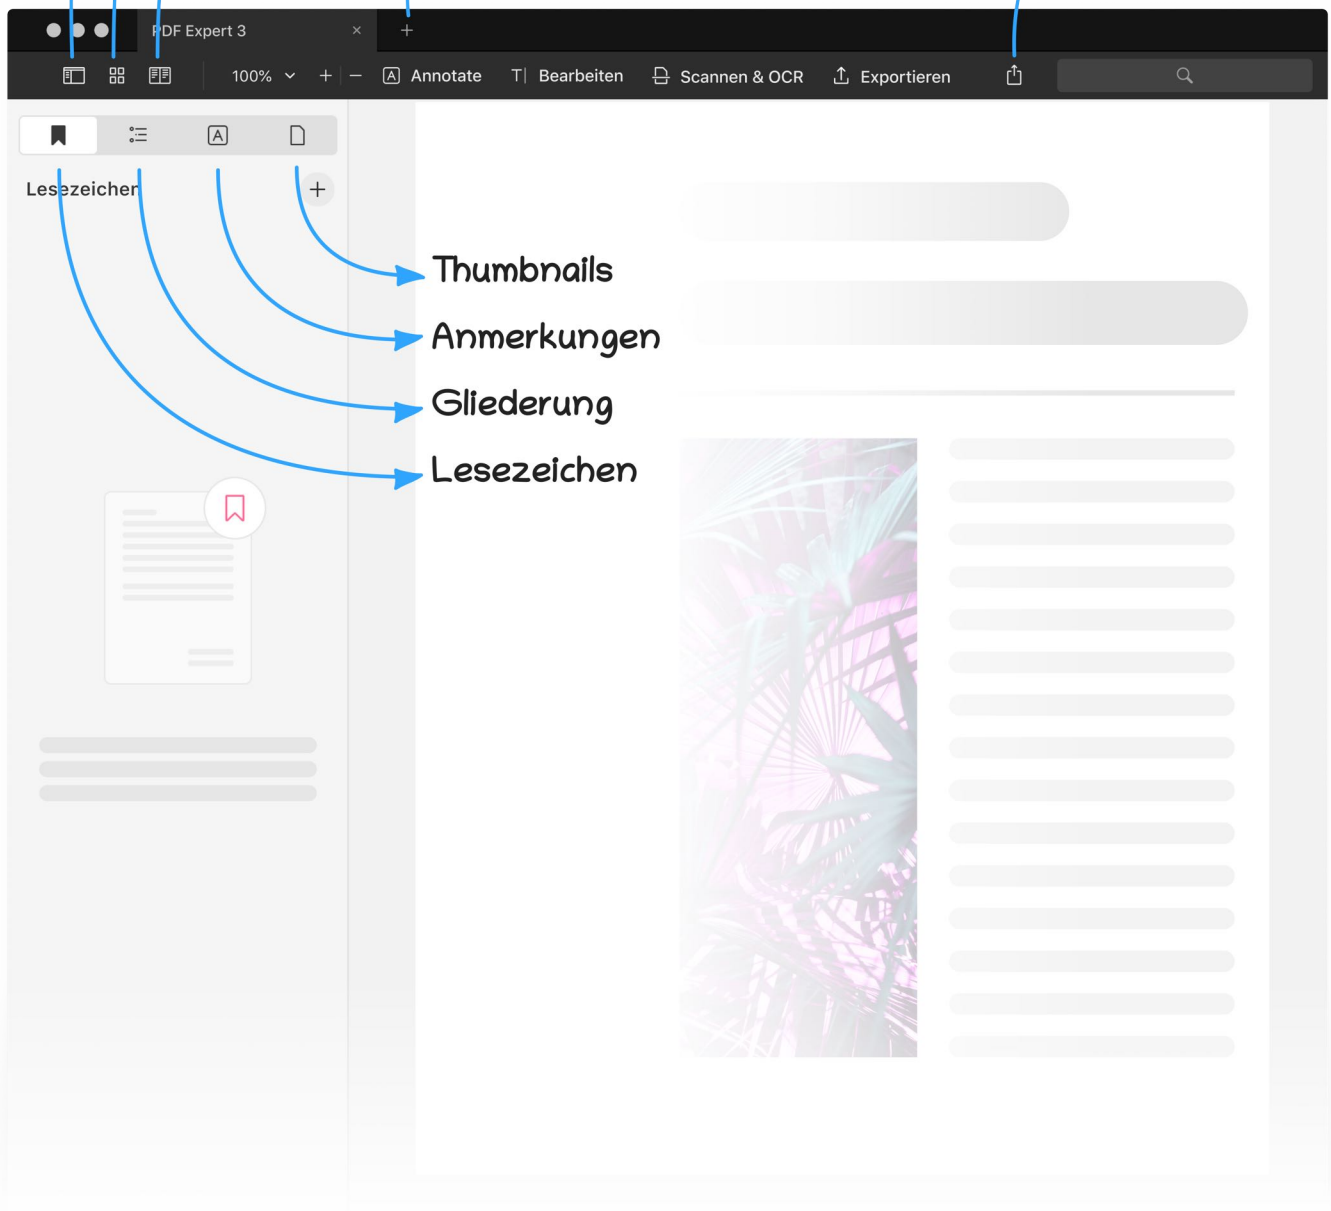 PDF Expert 3
100% Annotate Bearbeiten Scannen & OCR Exportieren
Lesezeichen
Thumbnails
Anmerkungen
Gliederung
Lesezeichen